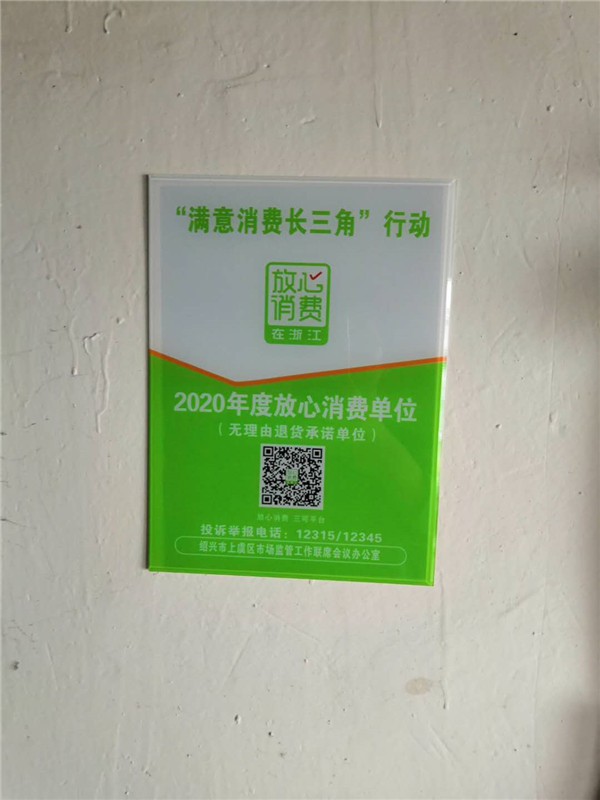 “满意消费长三角”行动
放心
消费
在浙江
2020年度放心消费单位
(无理由退货承诺单位)
放心消费 三可平台
投诉举报电话：12315/12345
绍兴市上虞区市场监管工作联席会议办公室